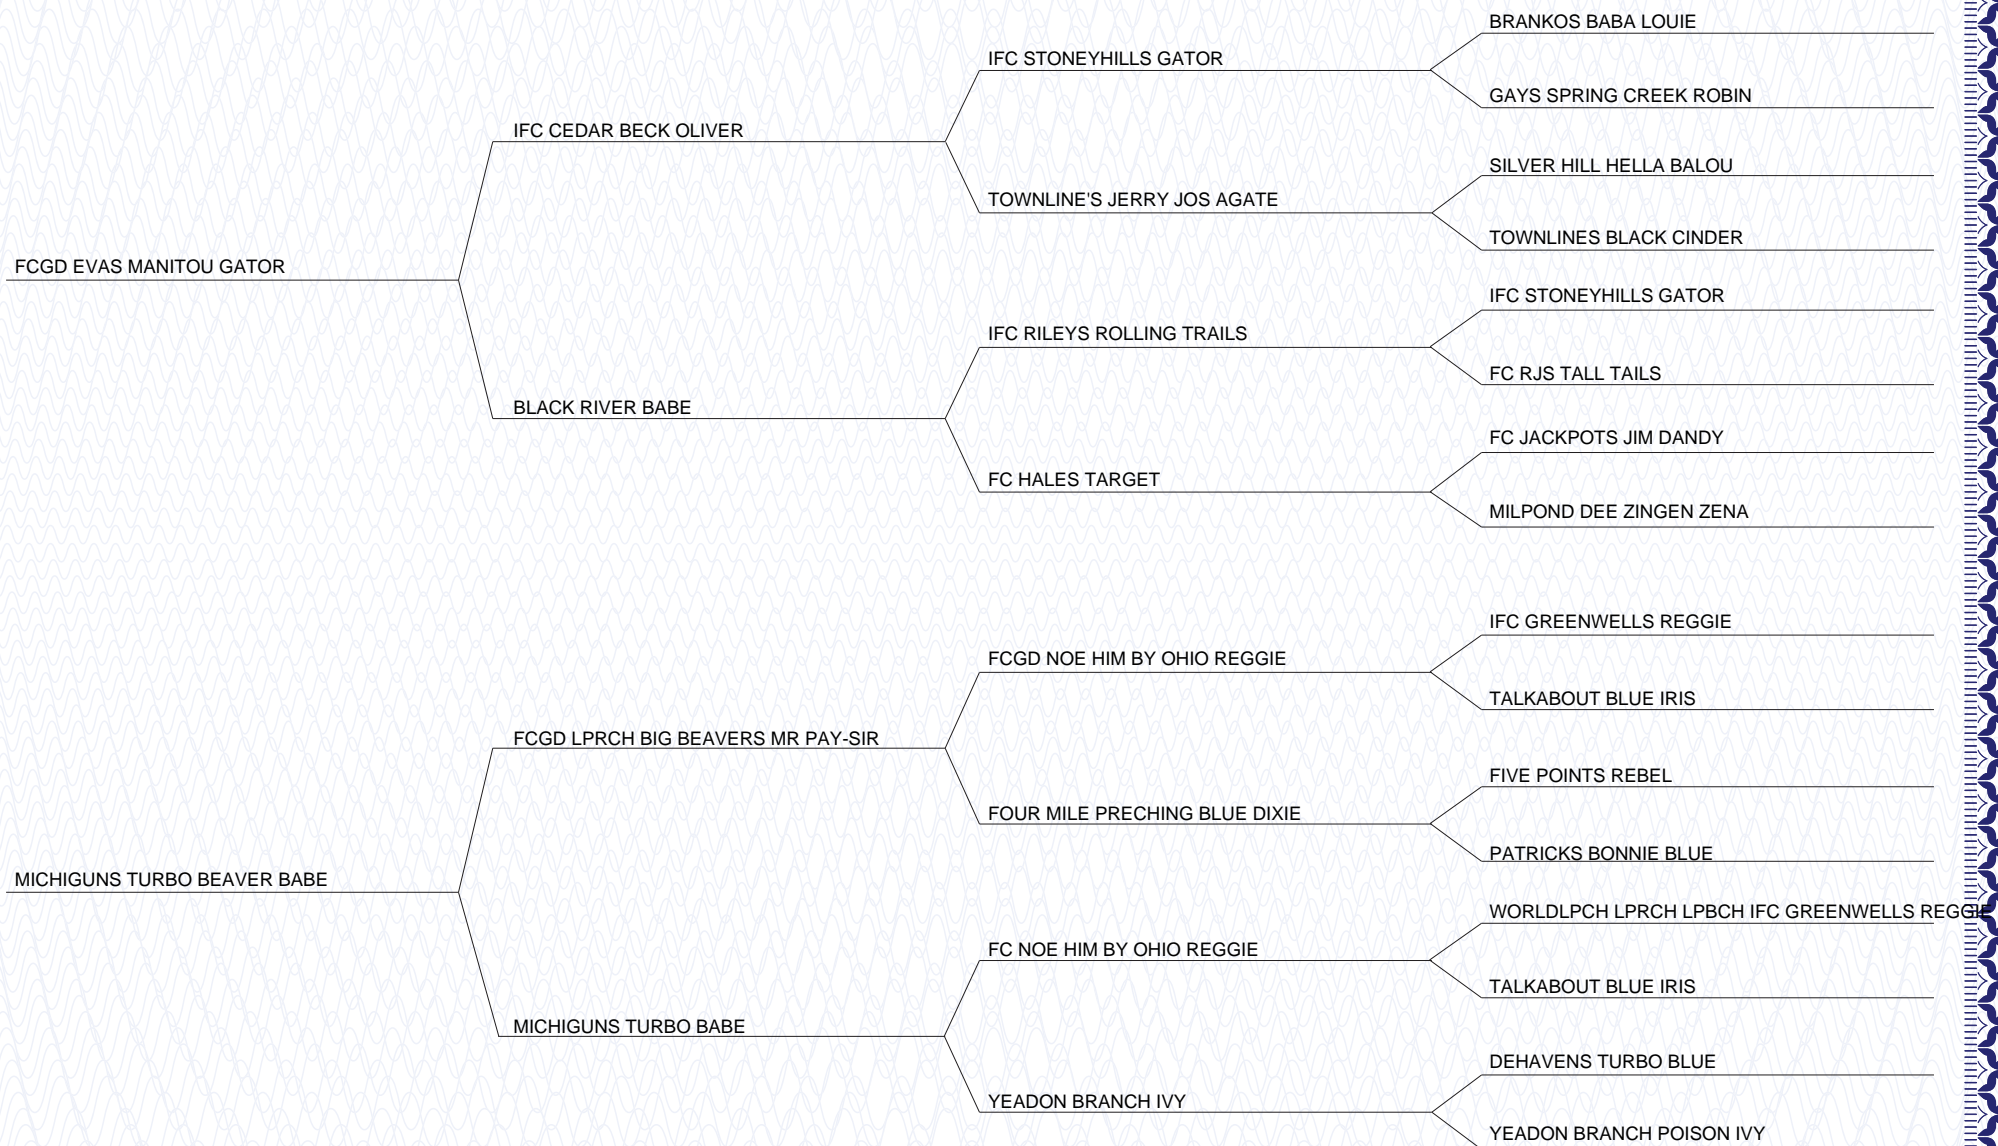 BRANKOS BABA LOUIE
IFC STONEYHILLS GATOR
GAYS SPRING CREEK ROBIN
IFC CEDAR BECK OLIVER
SILVER HILL HELLA BALOU
TOWNLINE'S JERRY JOS AGATE
TOWNLINES BLACK CINDER
FCGD EVAS MANITOU GATOR
IFC STONEYHILLS GATOR
IFC RILEYS ROLLING TRAILS
FC RJS TALL TAILS
BLACK RIVER BABE
FC JACKPOTS JIM DANDY
FC HALES TARGET
MILPOND DEE ZINGEN ZENA
IFC GREENWELLS REGGIE
FCGD NOE HIM BY OHIO REGGIE
TALKABOUT BLUE IRIS
FCGD LPRCH BIG BEAVERS MR PAY-SIR
FIVE POINTS REBEL
FOUR MILE PRECHING BLUE DIXIE
PATRICKS BONNIE BLUE
MICHIGUNS TURBO BEAVER BABE
WORLDLPCH LPRCH LPBCH IFC GREENWELLS REGGIE
FC NOE HIM BY OHIO REGGIE
TALKABOUT BLUE IRIS
MICHIGUNS TURBO BABE
DEHAVENS TURBO BLUE
YEADON BRANCH IVY
YEADON BRANCH POISON IVY